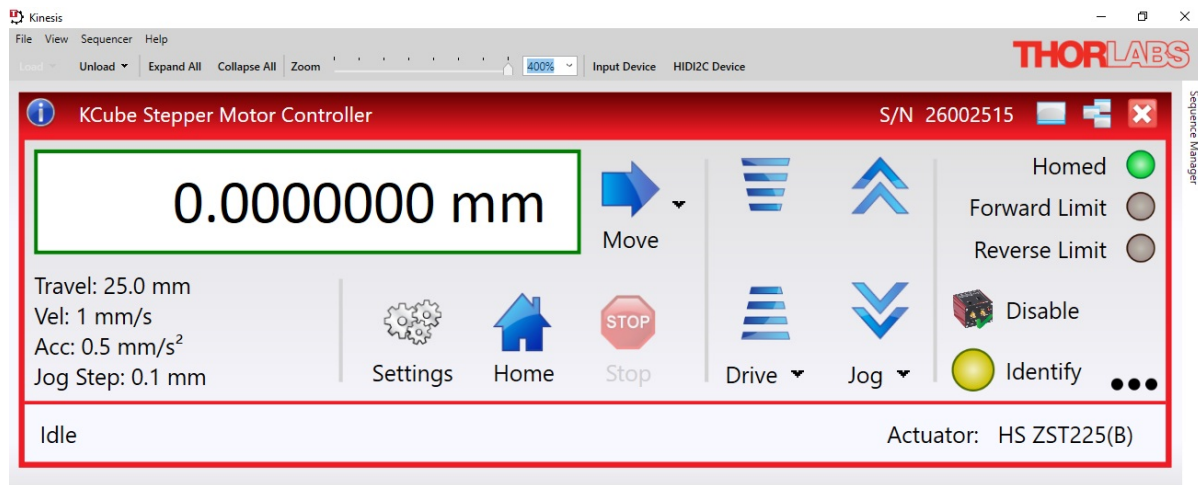 Kinesis
File View Sequencer Help
THORLABS
Load Unload Expand All Collapse All Zoom 400% Input Device HIDI2C Device
Sequence Manager
KCube Stepper Motor Controller S/N 26002515
0.0000000 mm
Move
Homed
Forward Limit
Reverse Limit
Travel: 25.0 mm
Vel: 1 mm/s
Acc: 0.5 mm/s²
Jog Step: 0.1 mm
Settings
Home
STOP
Stop
Drive
Jog
Disable
Identify
Idle
Actuator: HS ZST225(B)